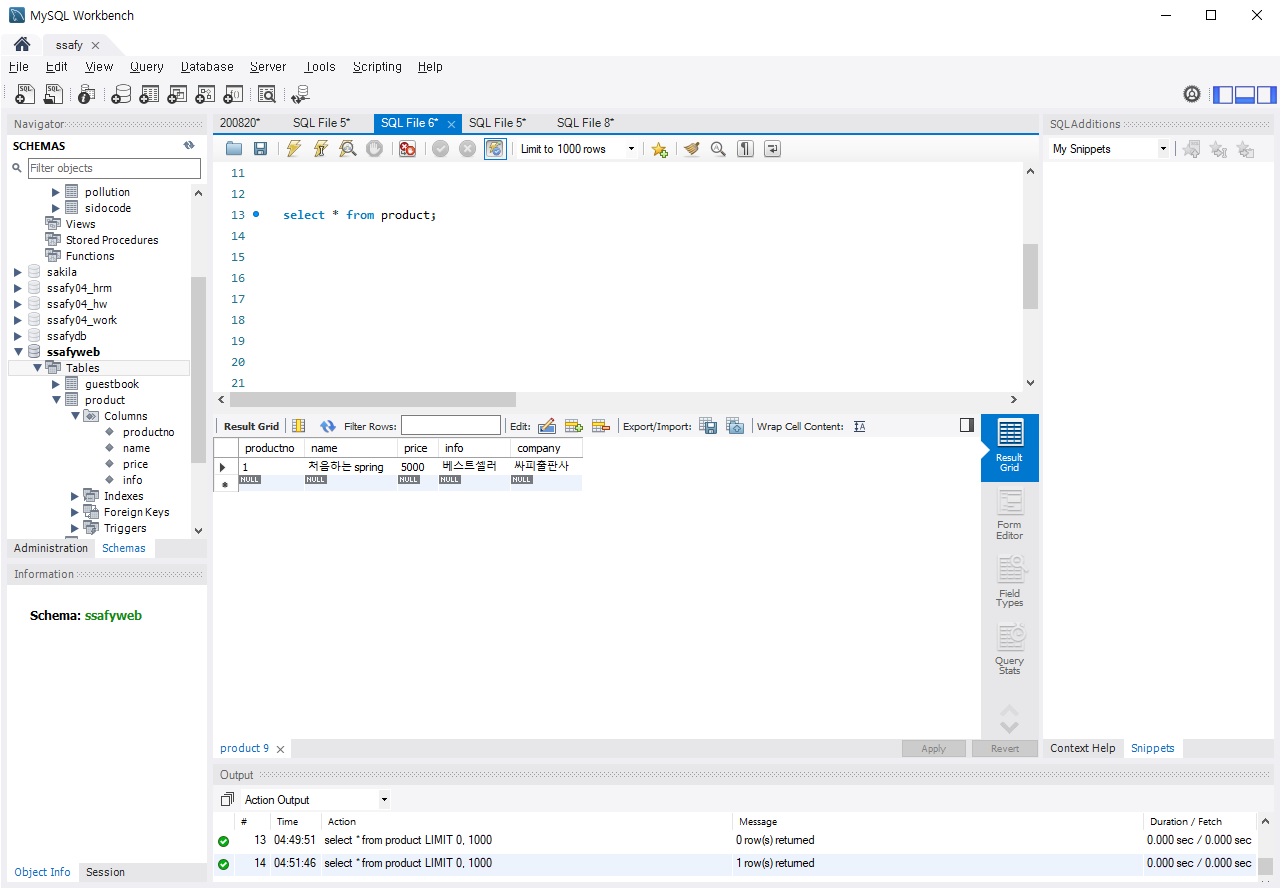 MySQL Workbench
ssafy
File Edit View Query Database Server Tools Scripting Help
Navigator
SCHEMAS
Filter objects
pollution
sidocode
Views
Stored Procedures
Functions
sakila
ssafy04_hrm
ssafy04_hw
ssafy04_work
ssafydb
ssafyweb
Tables
guestbook
product
Columns
productno
name
price
info
Indexes
Foreign Keys
Triggers
Administration Schemas
Information
Schema: ssafyweb
Object Info Session
200820* SQL File 5* SQL File 6* SQL File 5* SQL File 8*
Limit to 1000 rows
11
12
13 select * from product;
14
15
16
17
18
19
20
21
Result Grid Filter Rows: Edit: Export/Import: Wrap Cell Content:
productno name price info company
1 처음하는 spring 5000 베스트셀러 싸피출판사
NULL NULL NULL NULL NULL
Result
Grid
Form
Editor
Field
Types
Query
Stats
product 9 Apply Revert
SQLAdditions
My Snippets
Context Help Snippets
Output
Action Output
# Time Action Message Duration / Fetch
13 04:49:51 select * from product LIMIT 0, 1000 0 row(s) returned 0.000 sec / 0.000 sec
14 04:51:46 select * from product LIMIT 0, 1000 1 row(s) returned 0.000 sec / 0.000 sec